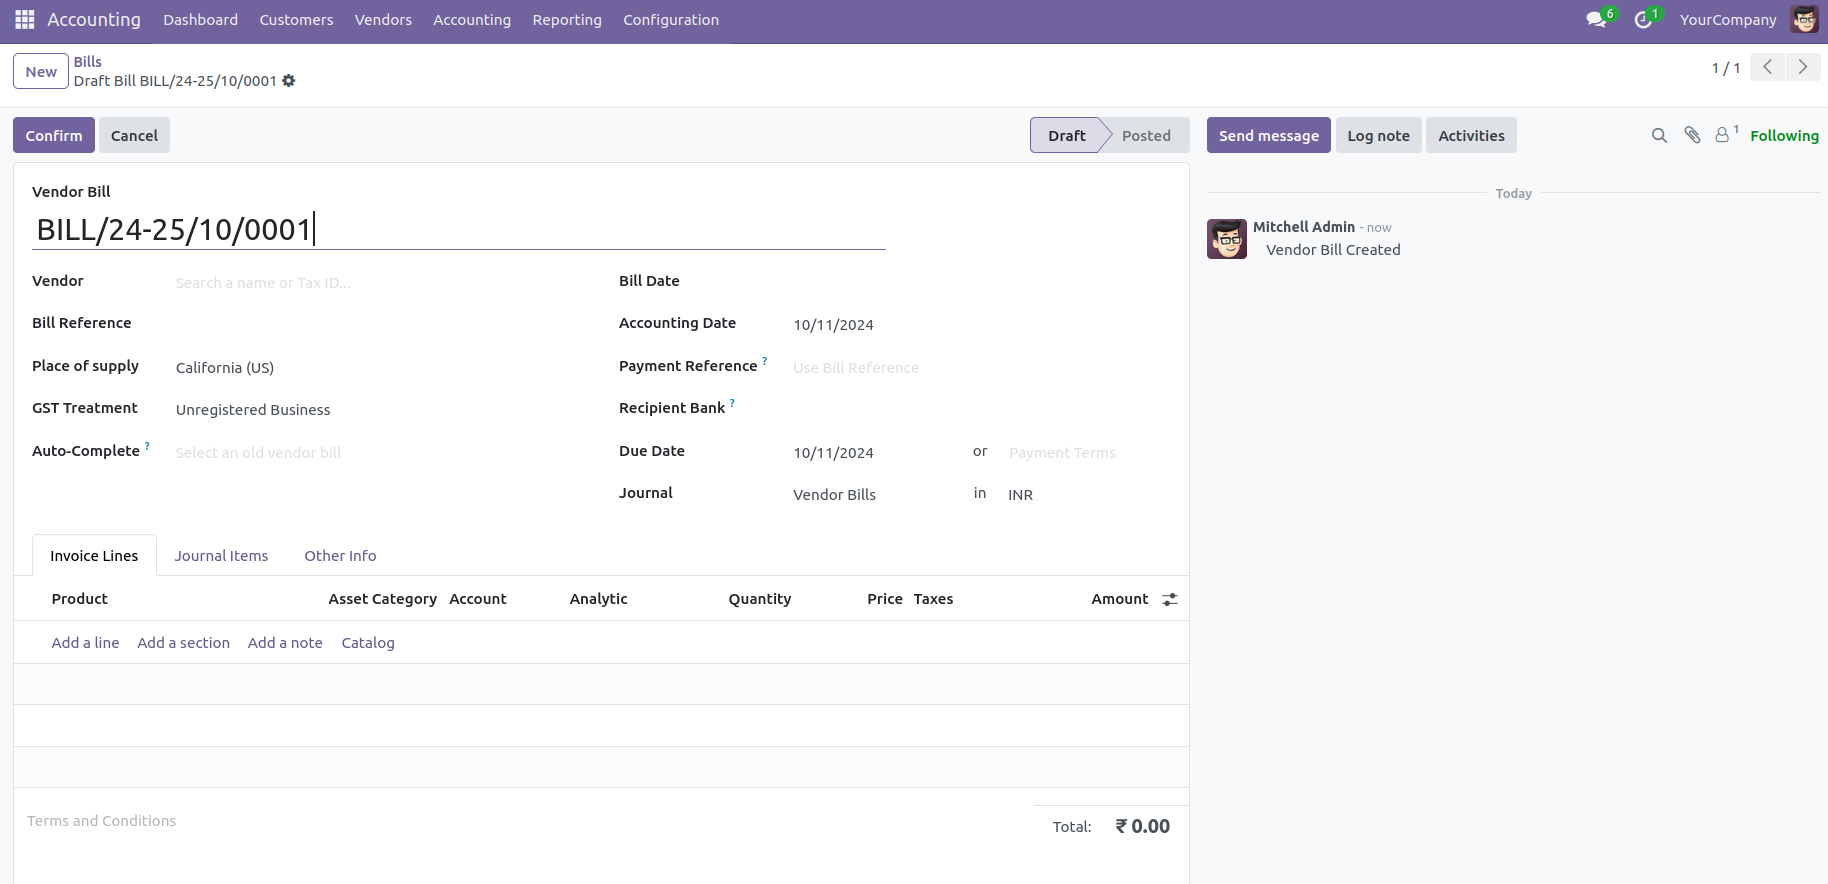 Accounting Dashboard Customers Vendors Accounting Reporting Configuration 6 1 YourCompany
New Bills
Draft Bill BILL/24-25/10/0001 1 / 1
Confirm Cancel Draft Posted Send message Log note Activities 1 Following
Vendor Bill
Today
BILL/24-25/10/0001
Mitchell Admin - now
Vendor Bill Created
Vendor Search a name or Tax ID... Bill Date
Bill Reference Accounting Date 10/11/2024
Place of supply California (US) Payment Reference ? Use Bill Reference
GST Treatment Unregistered Business Recipient Bank ?
Auto-Complete ? Select an old vendor bill Due Date 10/11/2024 or Payment Terms
Journal Vendor Bills in INR
Invoice Lines Journal Items Other Info
Product Asset Category Account Analytic Quantity Price Taxes Amount
Add a line Add a section Add a note Catalog
Terms and Conditions Total: ₹ 0.00